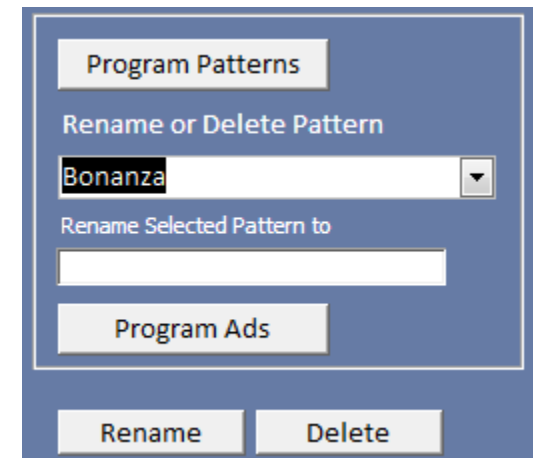 Program Patterns
Rename or Delete Pattern
Bonanza
Rename Selected Pattern to
Program Ads
Rename Delete